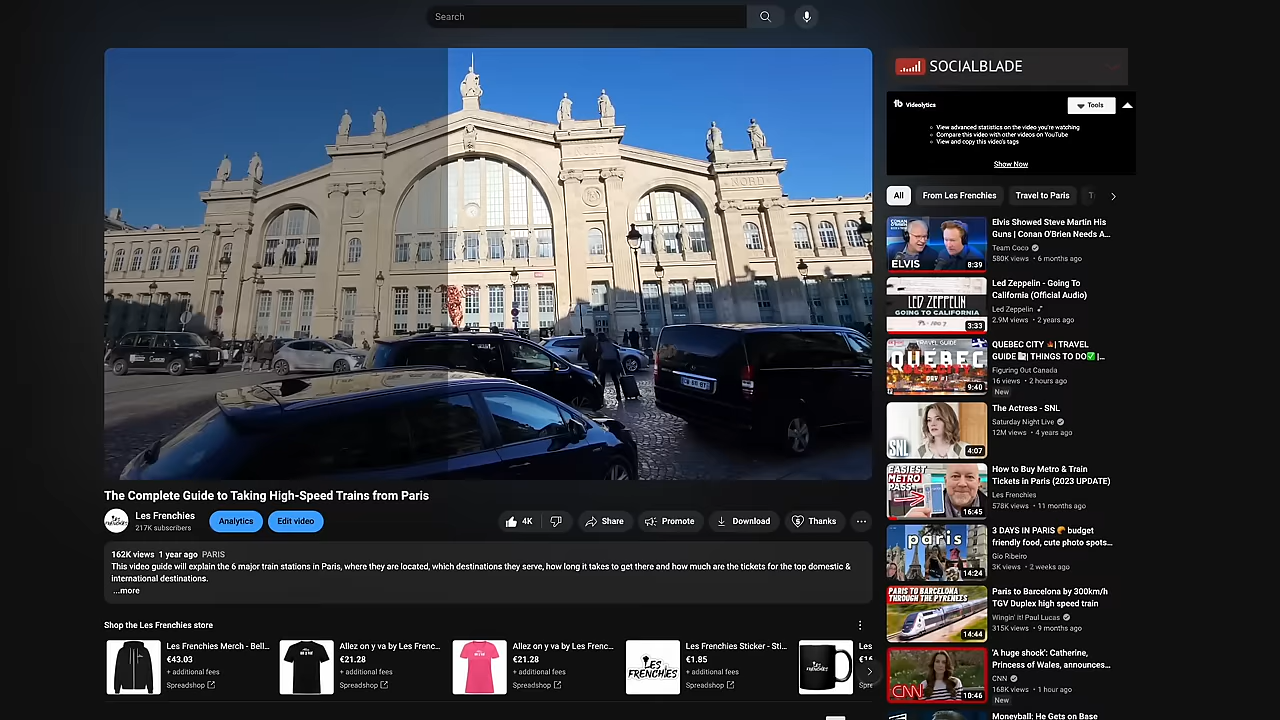 Search
SOCIALBLADE
Videolytics
Tools
View advanced statistics on the video you're watching
Compare this video with other videos on YouTube
View and copy this video's tags
Show Now
All
From Les Frenchies
Travel to Paris
T
NORD
Elvis Showed Steve Martin His
Guns | Conan O'Brien Needs A...
Team Coco
580K views • 6 months ago
ELVIS
8:39
Led Zeppelin - Going To
California (Official Audio)
Led Zeppelin
2.9M views • 2 years ago
LED ZEPPELIN
GOING TO CALIFORNIA
3:33
QUEBEC CITY 🍁| TRAVEL
GUIDE | THINGS TO DO✅ |...
Figuring Out Canada
16 views • 2 hours ago
New
TRAVEL GUIDE
QUÉBEC
OLD CITY
9:40
The Actress - SNL
Saturday Night Live
12M views • 4 years ago
SNL
4:07
How to Buy Metro & Train
Tickets in Paris (2023 UPDATE)
Les Frenchies
578K views • 11 months ago
EASIEST
METRO
PASS
16:45
3 DAYS IN PARIS 🥐 budget
friendly food, cute photo spots...
Gio Ribeiro
3K views • 2 weeks ago
paris
14:24
Paris to Barcelona by 300km/h
TGV Duplex high speed train
Wingin' It! Paul Lucas
315K views • 9 months ago
PARIS TO BARCELONA
THROUGH THE PYRENEES
14:44
'A huge shock': Catherine,
Princess of Wales, announces...
CNN
168K views • 1 hour ago
New
CNN
10:46
Moneyball: He Gets on Base
The Complete Guide to Taking High-Speed Trains from Paris
Les Frenchies
217K subscribers
Analytics
Edit video
4K
Share
Promote
Download
Thanks
162K views 1 year ago PARIS
This video guide will explain the 6 major train stations in Paris, where they are located, which destinations they serve, how long it takes to get there and how much are the tickets for the top domestic &
international destinations.
...more
Shop the Les Frenchies store
Les Frenchies Merch - Bell...
€43.03
+ additional fees
Spreadshop
Allez on y va by Les Frenc...
€21.28
+ additional fees
Spreadshop
Allez on y va by Les Frenc...
€21.28
+ additional fees
Spreadshop
LES
FRENCHIES
Les Frenchies Sticker - Sti...
€1.85
+ additional fees
Spreadshop